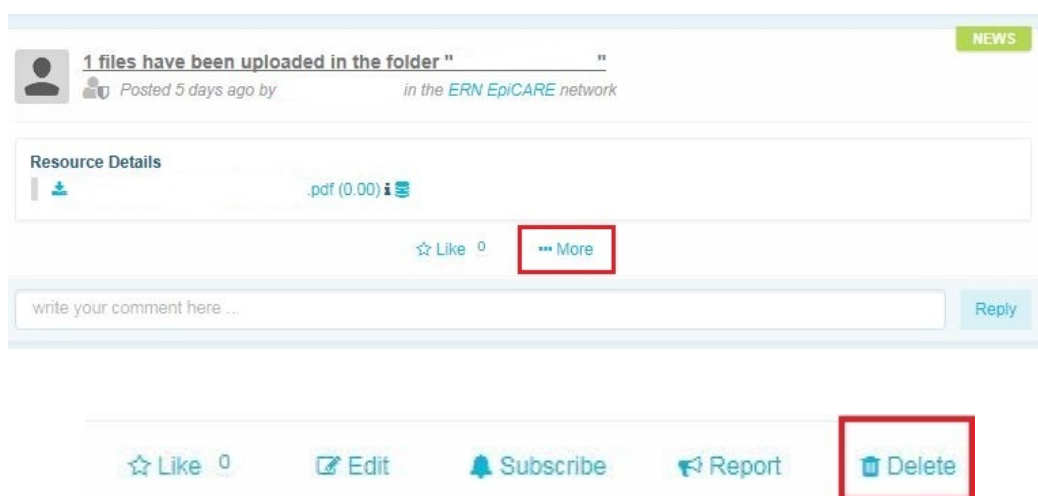 NEWS
1 files have been uploaded in the folder " "
Posted 5 days ago by in the ERN EpiCARE network
Resource Details
.pdf (0.00) i
Like 0 ••• More
write your comment here ...
Reply
Like 0 Edit Subscribe Report Delete